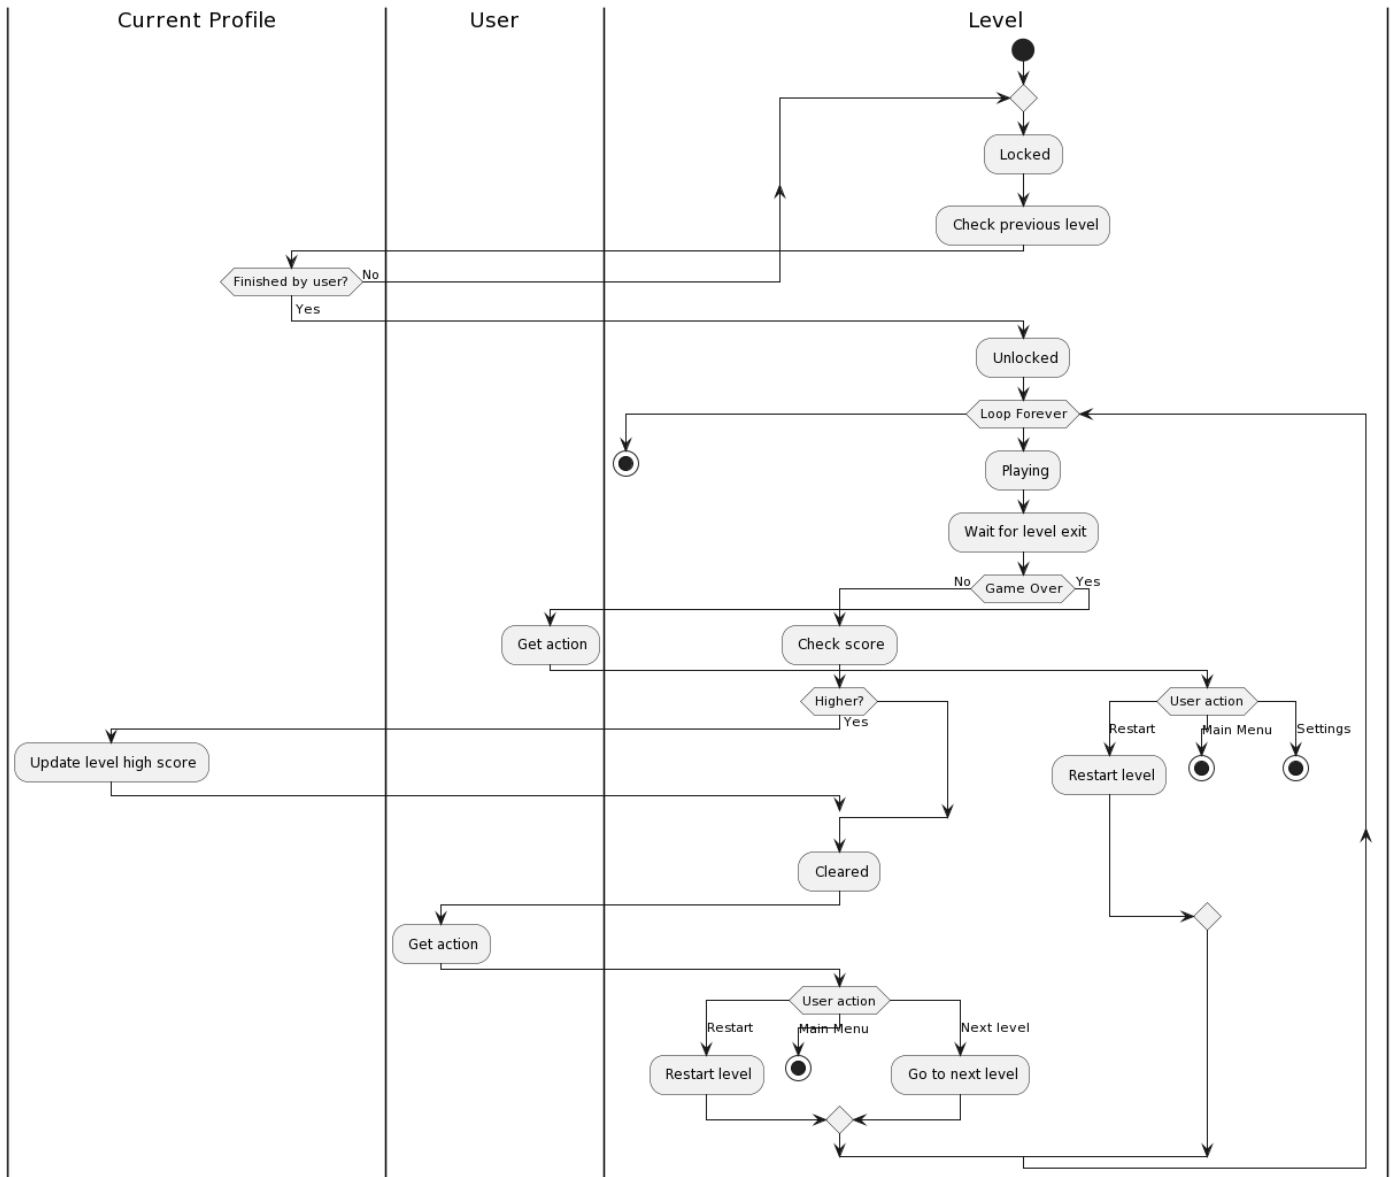 Current Profile
User
Level
Locked
Check previous level
Finished by user?
No
Yes
Unlocked
Loop Forever
Playing
Wait for level exit
No
Game Over
Yes
Get action
Check score
Higher?
Yes
User action
Restart
Main Menu
Settings
Update level high score
Restart level
Cleared
Get action
User action
Restart
Main Menu
Next level
Restart level
Go to next level